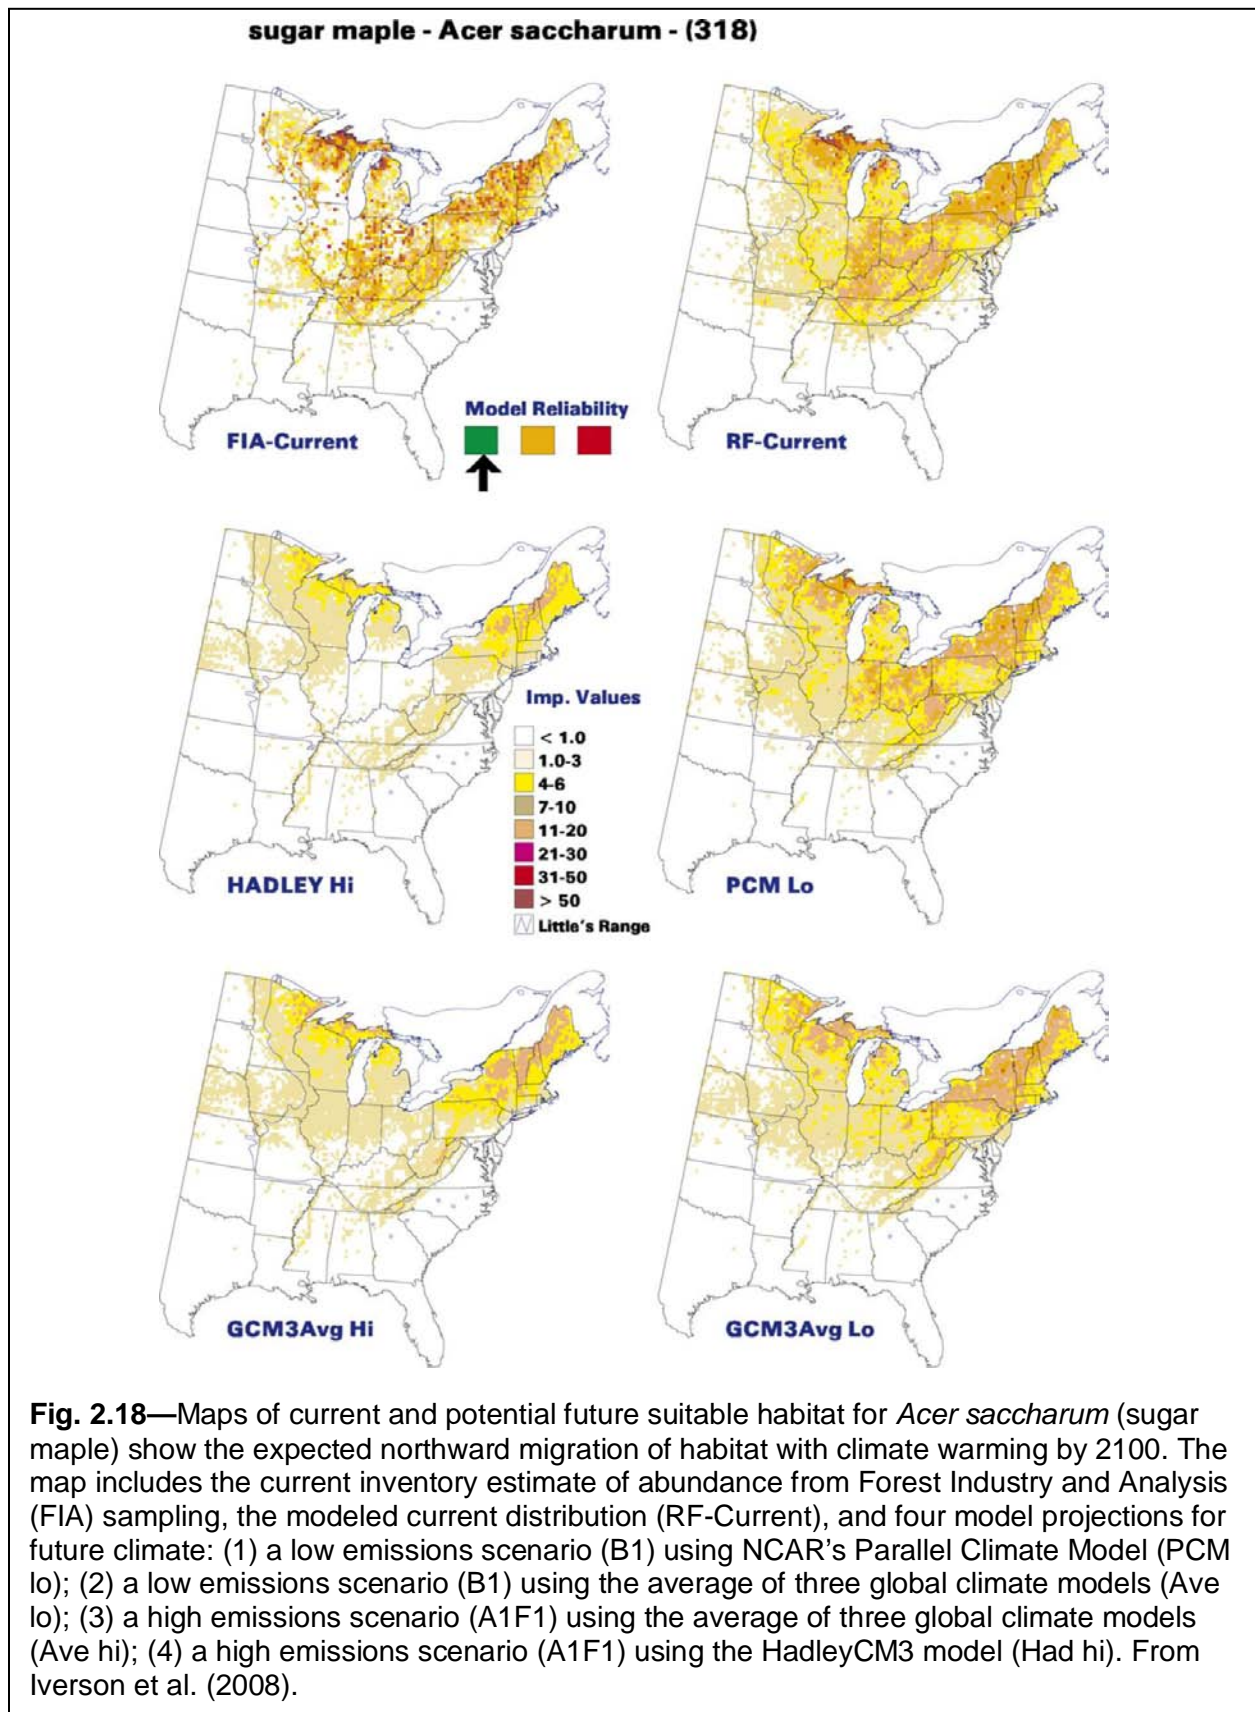 sugar maple - Acer saccharum - (318)
Model Reliability
FIA-Current
RF-Current
Imp. Values
< 1.0
1.0-3
4-6
7-10
11-20
21-30
31-50
> 50
Little's Range
HADLEY Hi
PCM Lo
GCM3Avg Hi
GCM3Avg Lo
Fig. 2.18—Maps of current and potential future suitable habitat for Acer saccharum (sugar
maple) show the expected northward migration of habitat with climate warming by 2100. The
map includes the current inventory estimate of abundance from Forest Industry and Analysis
(FIA) sampling, the modeled current distribution (RF-Current), and four model projections for
future climate: (1) a low emissions scenario (B1) using NCAR's Parallel Climate Model (PCM
lo); (2) a low emissions scenario (B1) using the average of three global climate models (Ave
lo); (3) a high emissions scenario (A1F1) using the average of three global climate models
(Ave hi); (4) a high emissions scenario (A1F1) using the HadleyCM3 model (Had hi). From
Iverson et al. (2008).